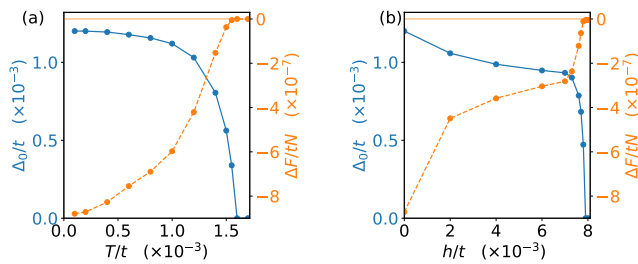 (a)
Δ₀/t (×10⁻³)
1.0
0.5
0.0
0.0 0.5 1.0 1.5
T/t (×10⁻³)
0
−2
−4
−6
−8
ΔF/tN (×10⁻⁷)
(b)
Δ₀/t (×10⁻³)
1.0
0.5
0.0
0 2 4 6 8
h/t (×10⁻³)
0
−2
−4
−6
−8
ΔF/tN (×10⁻⁷)